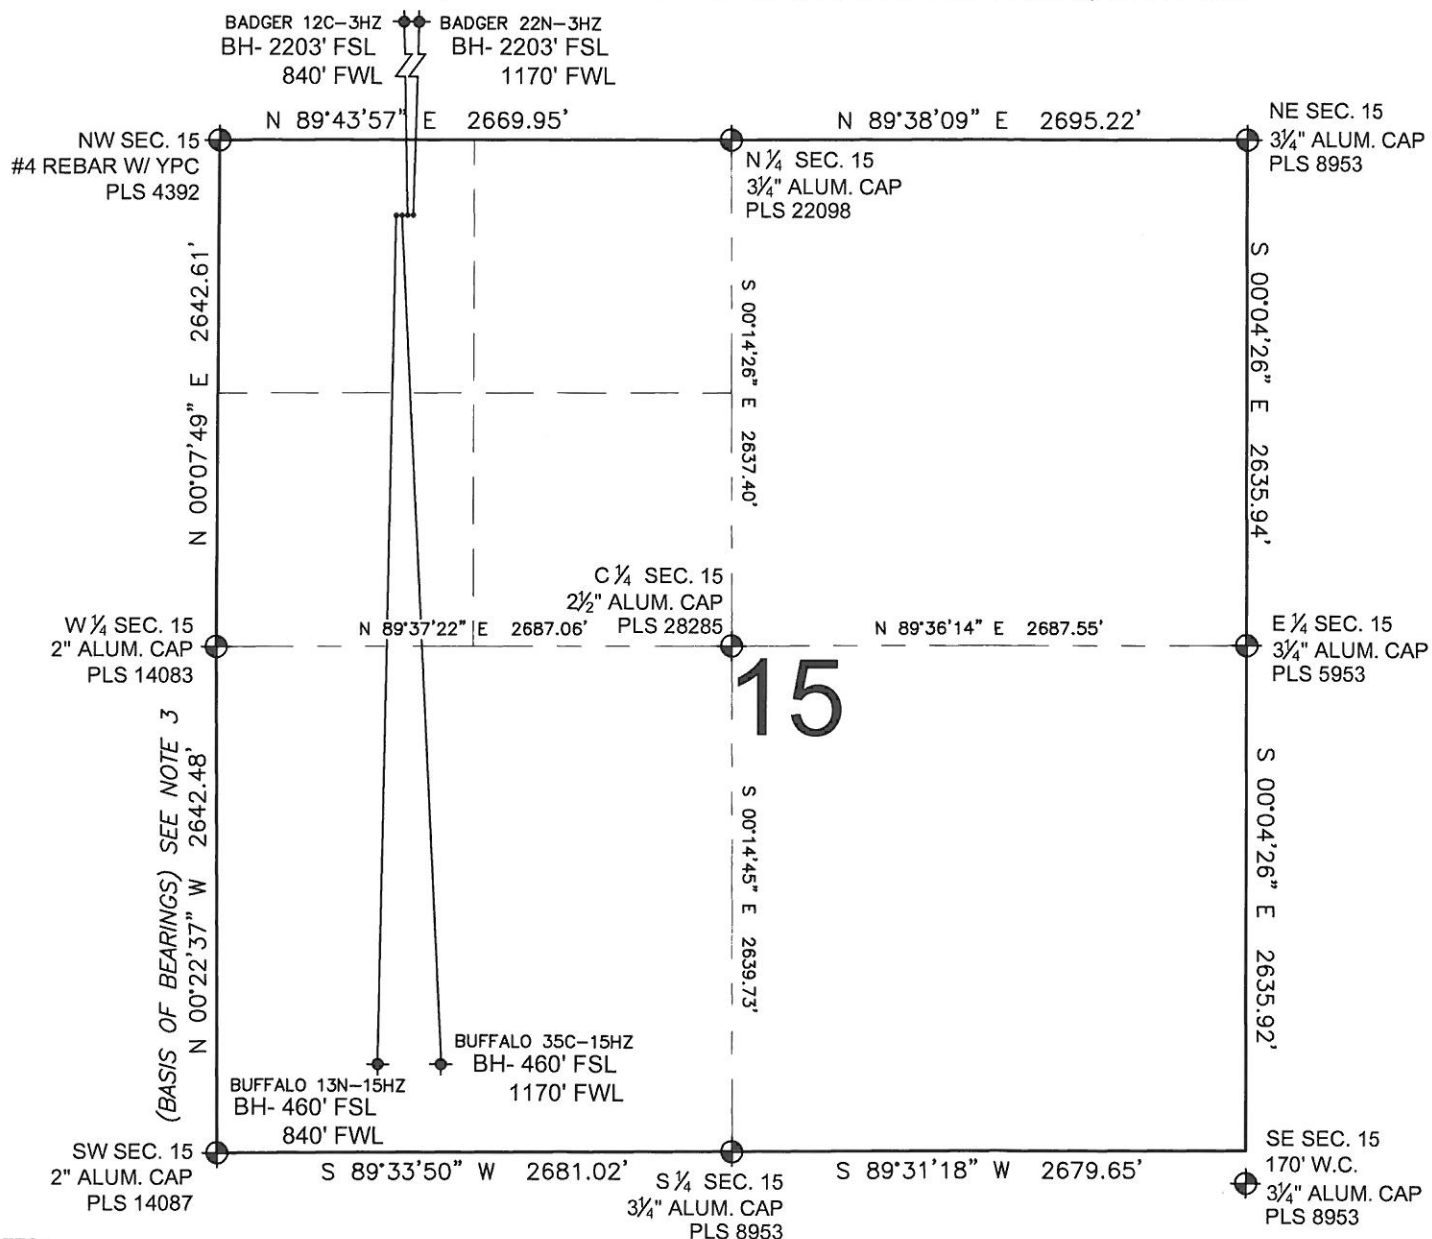 BADGER 12C-3HZ
BH- 2203' FSL
840' FWL
BADGER 22N-3HZ
BH- 2203' FSL
1170' FWL
N 89°43'57" E 2669.95'
N 89°38'09" E 2695.22'
NW SEC. 15
#4 REBAR W/ YPC
PLS 4392
N ¼ SEC. 15
3¼" ALUM. CAP
PLS 22098
NE SEC. 15
3¼" ALUM. CAP
PLS 8953
N 00°07'49" E 2642.61'
S 00°14'26" E 2637.40'
S 00°04'26" E 2635.94'
C ¼ SEC. 15
2½" ALUM. CAP
PLS 28285
W ¼ SEC. 15
2" ALUM. CAP
PLS 14083
N 89°37'22" E 2687.06'
N 89°36'14" E 2687.55'
E ¼ SEC. 15
3¼" ALUM. CAP
PLS 5953
15
(BASIS OF BEARINGS) SEE NOTE 3
N 00°22'37" W 2642.48'
S 00°14'45" E 2639.73'
S 00°04'26" E 2635.92'
BUFFALO 13N-15HZ
BH- 460' FSL
840' FWL
BUFFALO 35C-15HZ
BH- 460' FSL
1170' FWL
SW SEC. 15
2" ALUM. CAP
PLS 14087
S 89°33'50" W 2681.02'
S ¼ SEC. 15
3¼" ALUM. CAP
PLS 8953
S 89°31'18" W 2679.65'
SE SEC. 15
170' W.C.
3¼" ALUM. CAP
PLS 8953